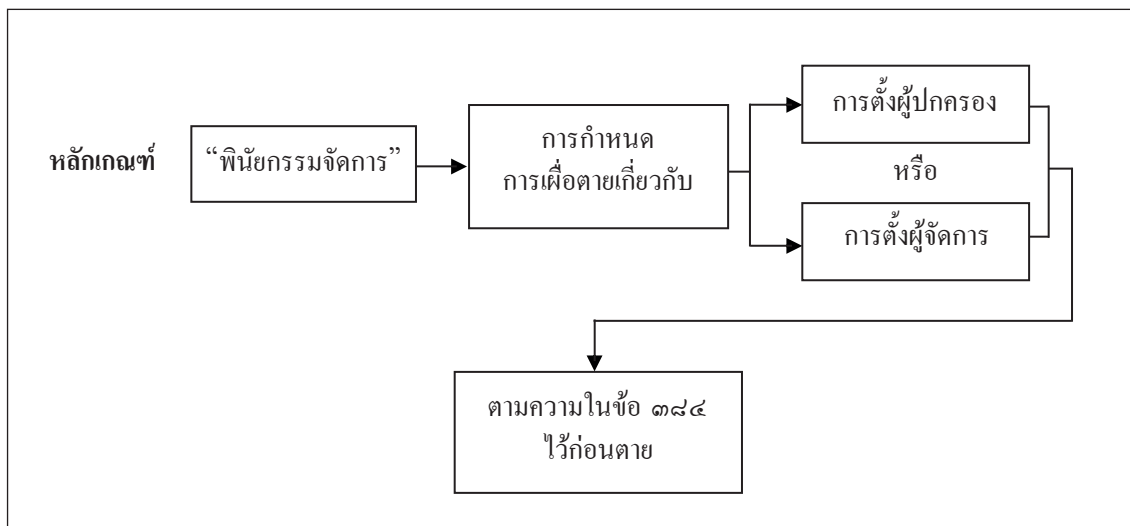 หลักเกณฑ์
“พินัยกรรมจัดการ”
การกำหนด
การเผื่อตายเกี่ยวกับ
การตั้งผู้ปกครอง
หรือ
การตั้งผู้จัดการ
ตามความในข้อ ๓๘๔
ไว้ก่อนตาย